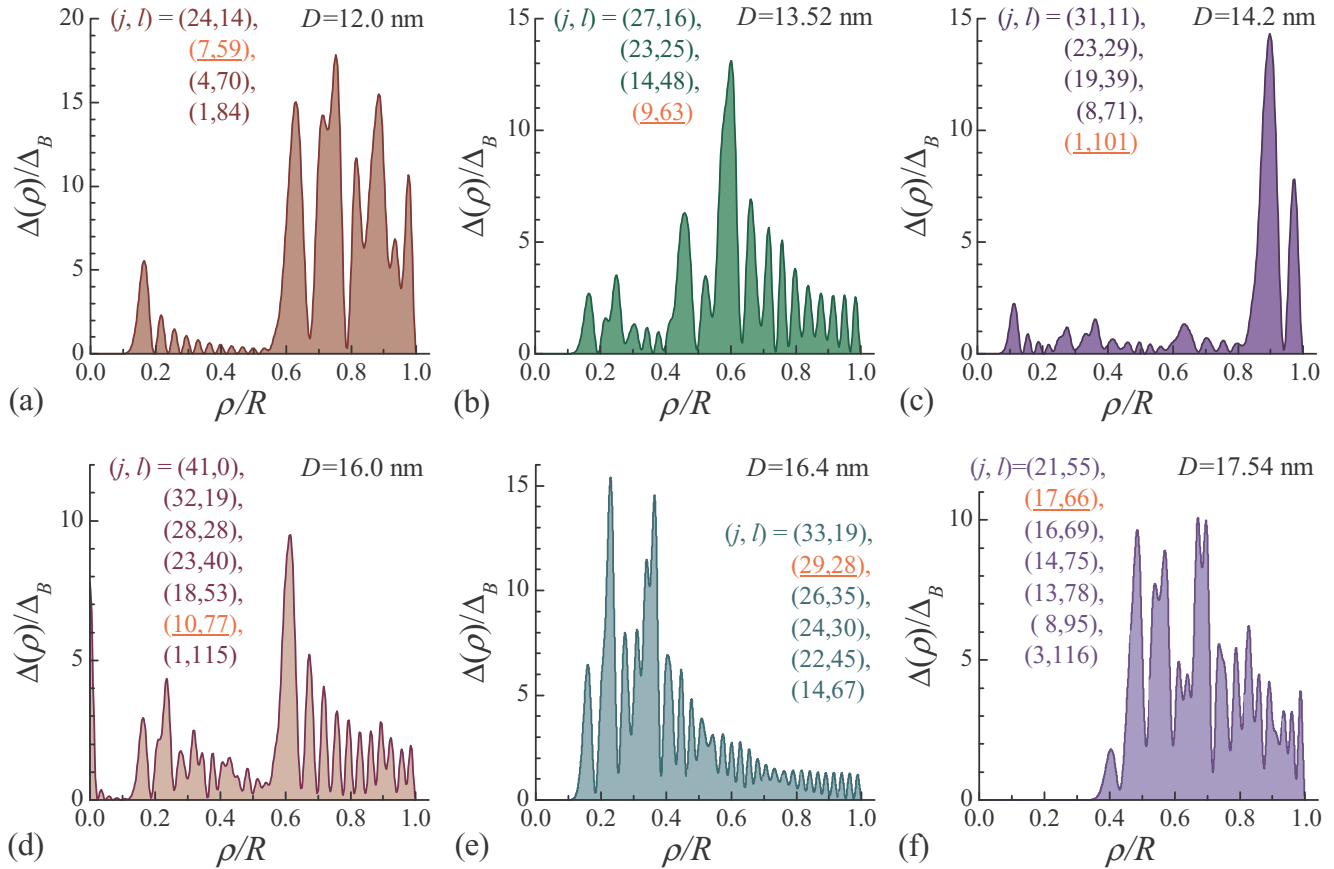 (j, l) = (24,14),
(7,59),
(4,70),
(1,84)
D=12.0 nm
20
15
10
5
0
Δ(ρ)/Δ_B
0.0 0.2 0.4 0.6 0.8 1.0
ρ/R
(a)
(j, l) = (27,16),
(23,25),
(14,48),
(9,63)
D=13.52 nm
15
10
5
0
Δ(ρ)/Δ_B
0.0 0.2 0.4 0.6 0.8 1.0
ρ/R
(b)
(j, l) = (31,11),
(23,29),
(19,39),
(8,71),
(1,101)
D=14.2 nm
15
10
5
0
Δ(ρ)/Δ_B
0.0 0.2 0.4 0.6 0.8 1.0
ρ/R
(c)
(j, l) = (41,0),
(32,19),
(28,28),
(23,40),
(18,53),
(10,77),
(1,115)
D=16.0 nm
10
5
0
Δ(ρ)/Δ_B
0.0 0.2 0.4 0.6 0.8 1.0
ρ/R
(d)
D=16.4 nm
(j, l) = (33,19),
(29,28),
(26,35),
(24,30),
(22,45),
(14,67)
15
10
5
0
Δ(ρ)/Δ_B
0.0 0.2 0.4 0.6 0.8 1.0
ρ/R
(e)
(j, l)=(21,55),
(17,66),
(16,69),
(14,75),
(13,78),
( 8,95),
(3,116)
D=17.54 nm
10
5
0
Δ(ρ)/Δ_B
0.0 0.2 0.4 0.6 0.8 1.0
ρ/R
(f)